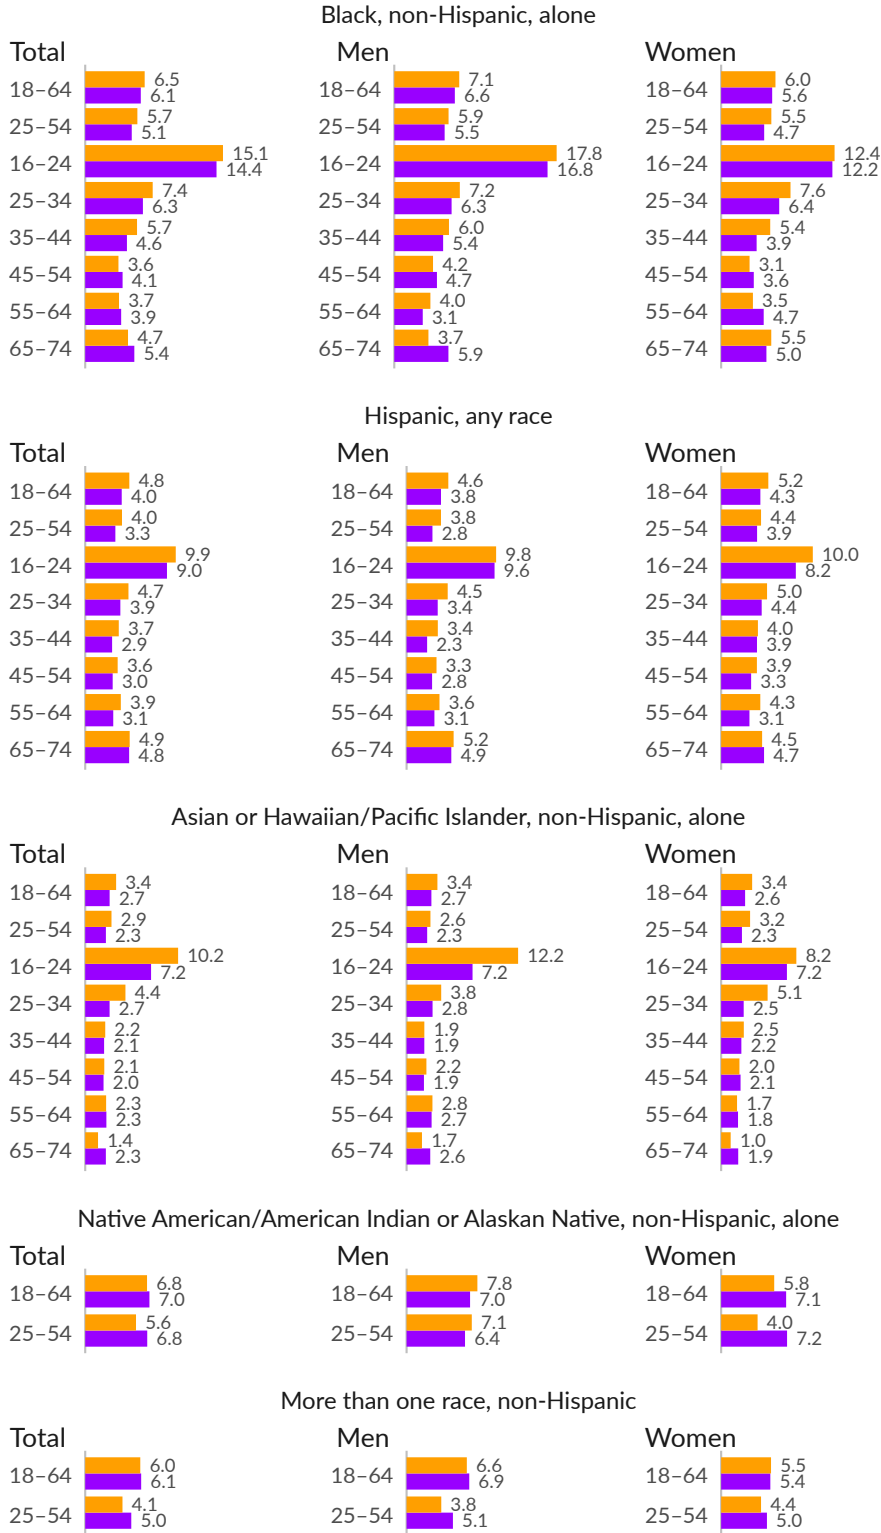 Black, non-Hispanic, alone
Total Men Women
18–64 6.5 18–64 7.1 18–64 6.0
6.1 6.6 5.6
25–54 5.7 25–54 5.9 25–54 5.5
5.1 5.5 4.7
16–24 15.1 16–24 17.8 16–24 12.4
14.4 16.8 12.2
25–34 7.4 25–34 7.2 25–34 7.6
6.3 6.3 6.4
35–44 5.7 35–44 6.0 35–44 5.4
4.6 5.4 3.9
45–54 3.6 45–54 4.2 45–54 3.1
4.1 4.7 3.6
55–64 3.7 55–64 4.0 55–64 3.5
3.9 3.1 4.7
65–74 4.7 65–74 3.7 65–74 5.5
5.4 5.9 5.0
Hispanic, any race
Total Men Women
18–64 4.8 18–64 4.6 18–64 5.2
4.0 3.8 4.3
25–54 4.0 25–54 3.8 25–54 4.4
3.3 2.8 3.9
16–24 9.9 16–24 9.8 16–24 10.0
9.0 9.6 8.2
25–34 4.7 25–34 4.5 25–34 5.0
3.9 3.4 4.4
35–44 3.7 35–44 3.4 35–44 4.0
2.9 2.3 3.9
45–54 3.6 45–54 3.3 45–54 3.9
3.0 2.8 3.3
55–64 3.9 55–64 3.6 55–64 4.3
3.1 3.1 3.1
65–74 4.9 65–74 5.2 65–74 4.5
4.8 4.9 4.7
Asian or Hawaiian/Pacific Islander, non-Hispanic, alone
Total Men Women
18–64 3.4 18–64 3.4 18–64 3.4
2.7 2.7 2.6
25–54 2.9 25–54 2.6 25–54 3.2
2.3 2.3 2.3
16–24 10.2 16–24 12.2 16–24 8.2
7.2 7.2 7.2
25–34 4.4 25–34 3.8 25–34 5.1
2.7 2.8 2.5
35–44 2.2 35–44 1.9 35–44 2.5
2.1 1.9 2.2
45–54 2.1 45–54 2.2 45–54 2.0
2.0 1.9 2.1
55–64 2.3 55–64 2.8 55–64 1.7
2.3 2.7 1.8
65–74 1.4 65–74 1.7 65–74 1.0
2.3 2.6 1.9
Native American/American Indian or Alaskan Native, non-Hispanic, alone
Total Men Women
18–64 6.8 18–64 7.8 18–64 5.8
7.0 7.0 7.1
25–54 5.6 25–54 7.1 25–54 4.0
6.8 6.4 7.2
More than one race, non-Hispanic
Total Men Women
18–64 6.0 18–64 6.6 18–64 5.5
6.1 6.9 5.4
25–54 4.1 25–54 3.8 25–54 4.4
5.0 5.1 5.0